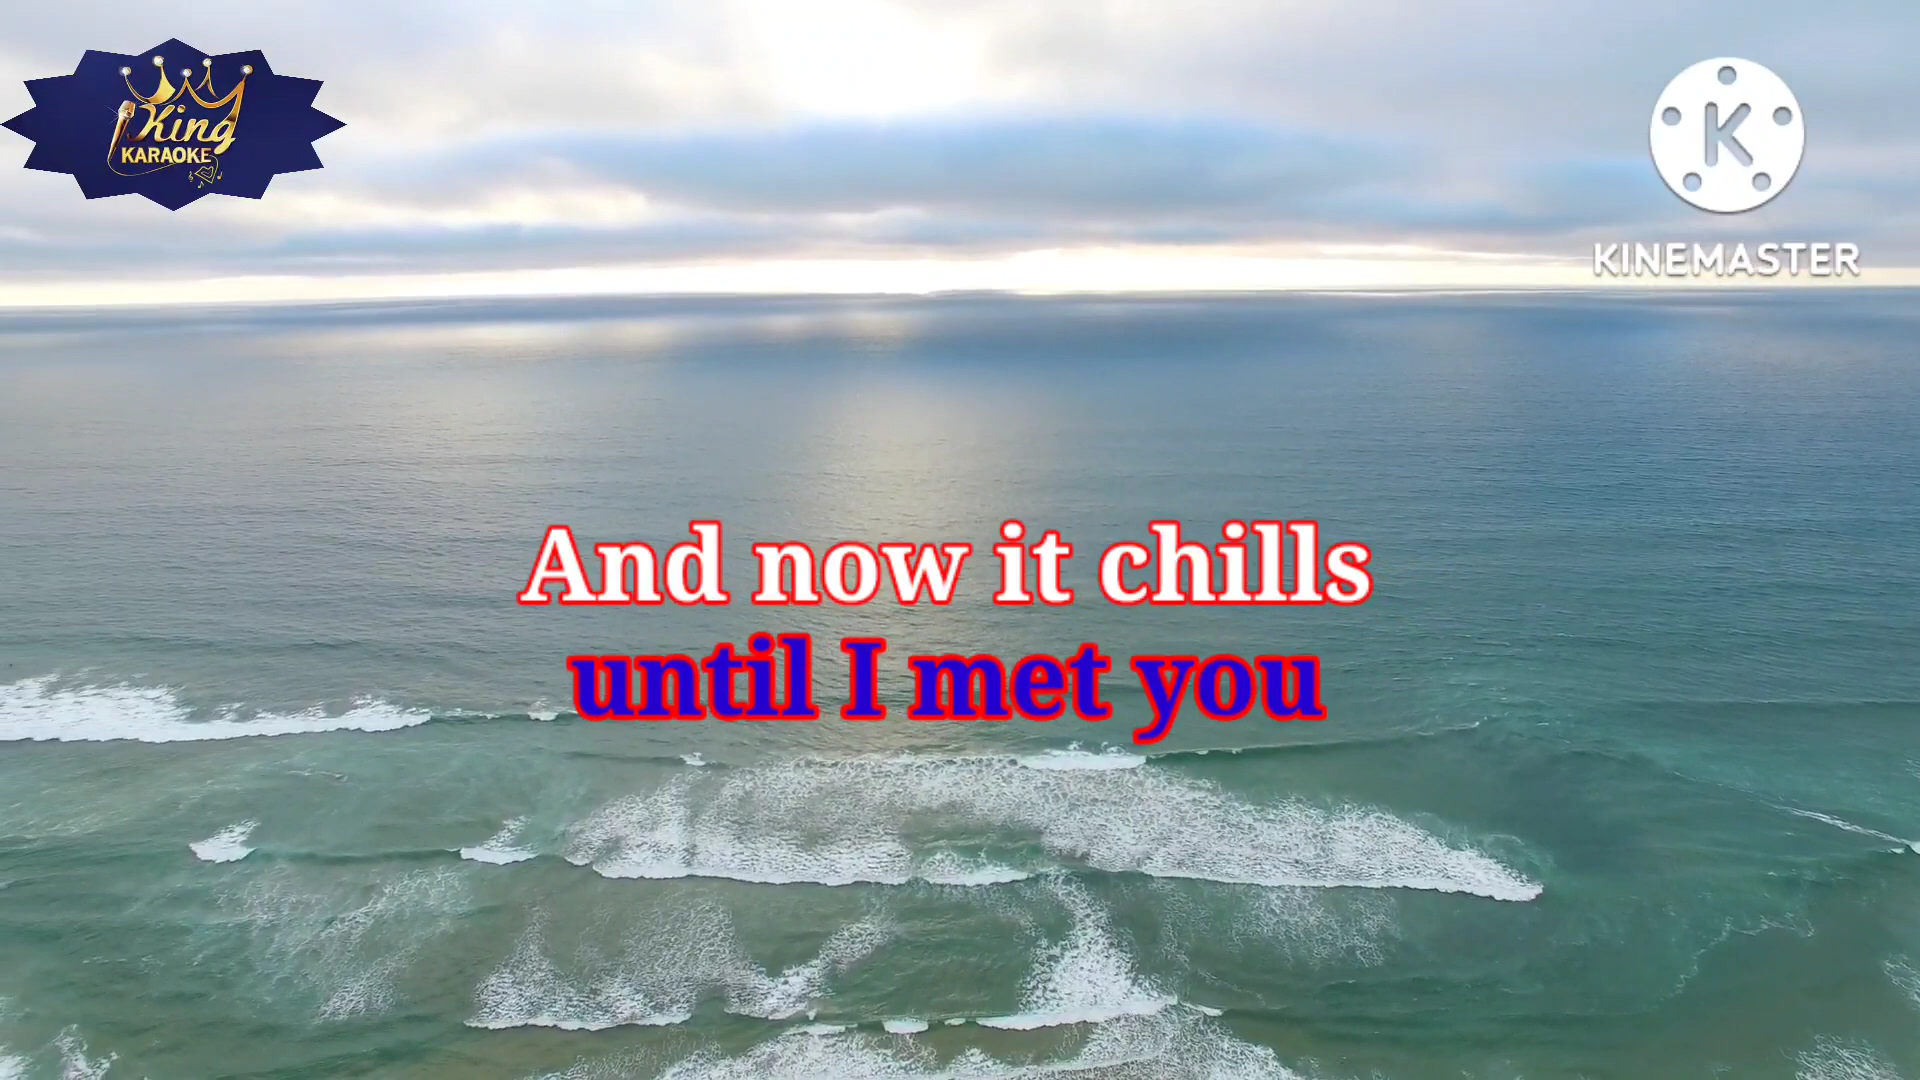 King
KARAOKE
K
KINEMASTER
And now it chills
until I met you